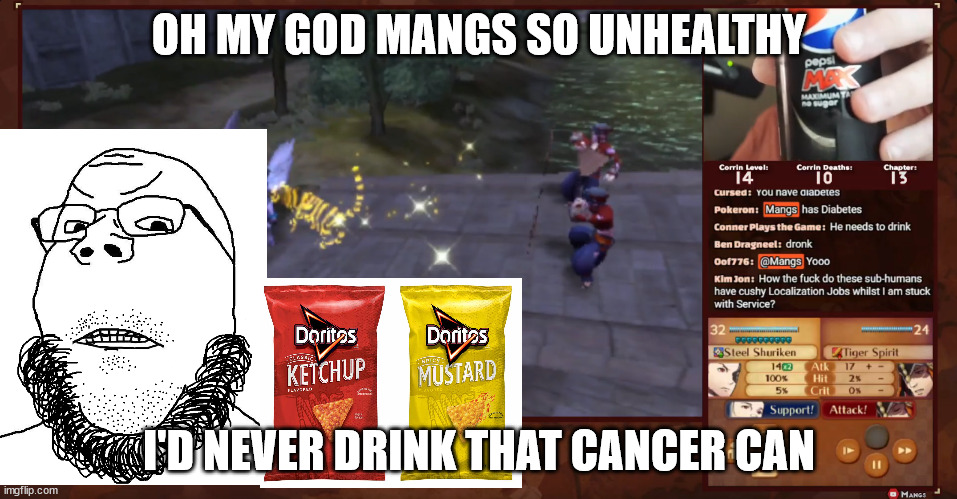 OH MY GOD MANGS SO UNHEALTHY
pepsi
MAX
no sugar
Corrin Level:
14
Corrin Deaths:
10
Chapter:
13
Cursed: You have diabetes
Pokeron: Mangs has Diabetes
Conner Plays the Game: He needs to drink
Ben Dragneel: dronk
Oof776: @Mangs Yooo
Kim Jon: How the fuck do these sub-humans
have cushy Localization Jobs whilst I am stuck
with Service?
Doritos
KETCHUP
Doritos
MUSTARD
32
24
Steel Shuriken
Tiger Spirit
14 x2 Atk 17 + -
100% Hit 2% -
5% Crit 0% -
Support! Attack!
I'D NEVER DRINK THAT CANCER CAN
MANGS
imgflip.com